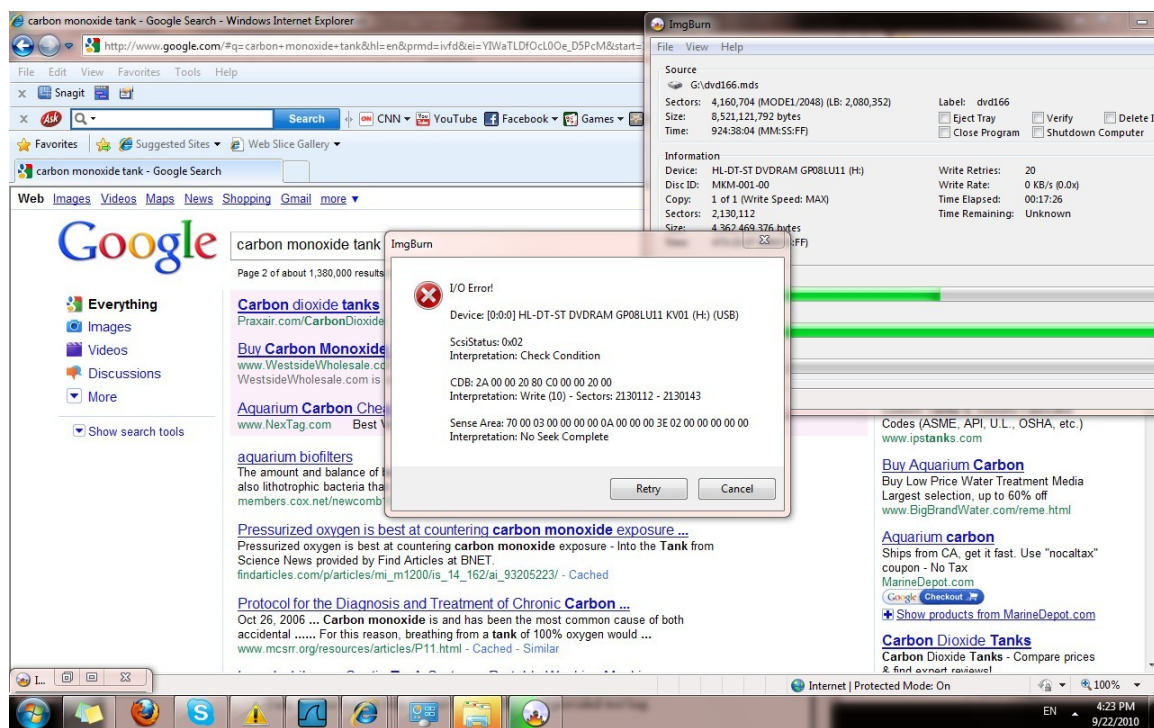 carbon monoxide tank - Google Search - Windows Internet Explorer
http://www.google.com/#q=carbon+monoxide+tank&hl=en&prmd=ivfd&ei=YIWaTLDfOcL0Oe_D5PcM&start=
File Edit View Favorites Tools Help
x Snagit
x Ask Search CNN YouTube Facebook Games
Favorites Suggested Sites Web Slice Gallery
carbon monoxide tank - Google Search
Web Images Videos Maps News Shopping Gmail more
Google carbon monoxide tank
Page 2 of about 1,380,000 results
Everything
Images
Videos
Discussions
More
Show search tools
Carbon dioxide tanks
Praxair.com/CarbonDioxide
Buy Carbon Monoxide
www.WestsideWholesale.co
WestsideWholesale.com is
Aquarium Carbon Chea
www.NexTag.com Best
aquarium biofilters
The amount and balance of
also lithotrophic bacteria tha
members.cox.net/newcomb
Pressurized oxygen is best at countering carbon monoxide exposure ...
Pressurized oxygen is best at countering carbon monoxide exposure - Into the Tank from
Science News provided by Find Articles at BNET.
findarticles.com/p/articles/mi_m1200/is_14_162/ai_93205223/ - Cached
Protocol for the Diagnosis and Treatment of Chronic Carbon ...
Oct 26, 2006 ... Carbon monoxide is and has been the most common cause of both
accidental ...... For this reason, breathing from a tank of 100% oxygen would ...
www.mcsrr.org/resources/articles/P11.html - Cached - Similar
ImgBurn
File View Help
Source
G:\dvd166.mds
Sectors: 4,160,704 (MODE1/2048) (LB: 2,080,352)
Size: 8,521,121,792 bytes
Time: 924:38:04 (MM:SS:FF)
Label: dvd166
Eject Tray Verify Delete I
Close Program Shutdown Computer
Information
Device: HL-DT-ST DVDRAM GP08LU11 (H:)
Disc ID: MKM-001-00
Copy: 1 of 1 (Write Speed: MAX)
Sectors: 2,130,112
Size: 4,362,469,376 bytes
:FF)
Write Retries: 20
Write Rate: 0 KB/s (0.0x)
Time Elapsed: 00:17:26
Time Remaining: Unknown
ImgBurn
I/O Error!
Device: [0:0:0] HL-DT-ST DVDRAM GP08LU11 KV01 (H:) (USB)
ScsiStatus: 0x02
Interpretation: Check Condition
CDB: 2A 00 00 20 80 C0 00 00 20 00
Interpretation: Write (10) - Sectors: 2130112 - 2130143
Sense Area: 70 00 03 00 00 00 00 0A 00 00 00 00 3E 02 00 00 00 00 00
Interpretation: No Seek Complete
Retry Cancel
Codes (ASME, API, U.L., OSHA, etc.)
www.ipstanks.com
Buy Aquarium Carbon
Buy Low Price Water Treatment Media
Largest selection, up to 60% off
www.BigBrandWater.com/reme.html
Aquarium carbon
Ships from CA, get it fast. Use "nocaltax"
coupon - No Tax
MarineDepot.com
Google Checkout
Show products from MarineDepot.com
Carbon Dioxide Tanks
Carbon Dioxide Tanks - Compare prices
& find expert reviews!
I...
Internet | Protected Mode: On 100%
EN 4:23 PM
9/22/2010